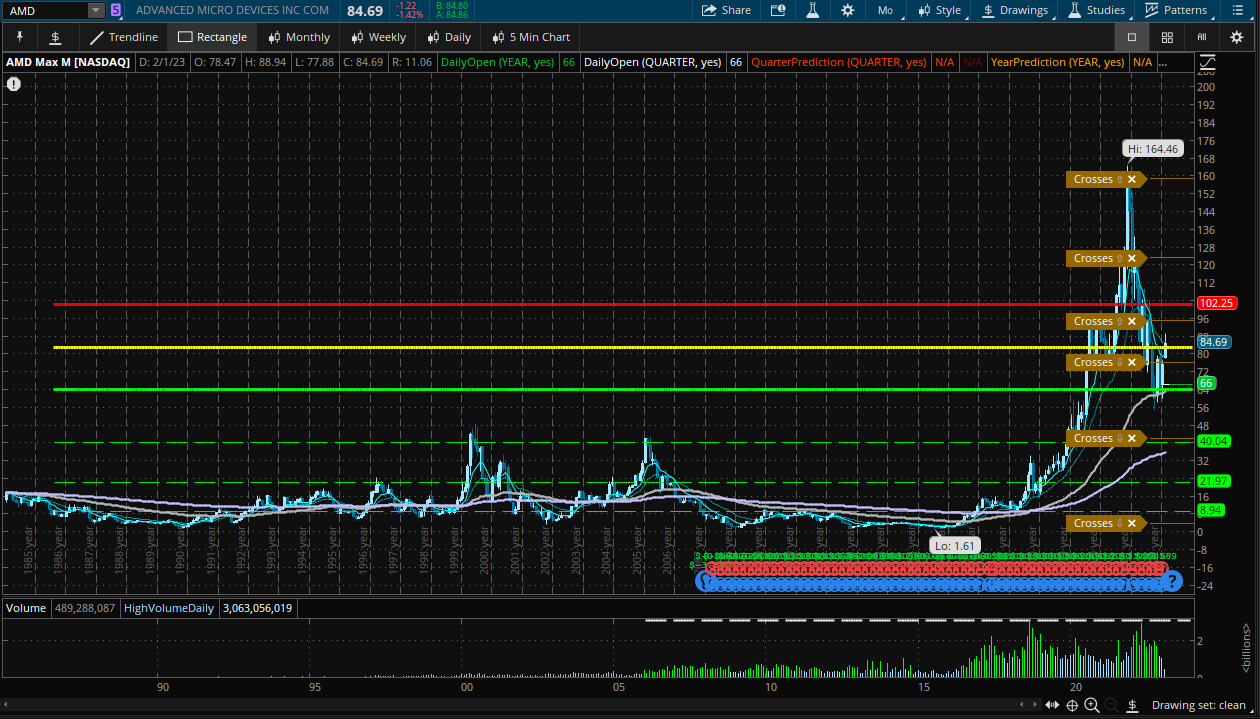 AMD 5 ADVANCED MICRO DEVICES INC COM 84.69 -1.22 B: 84.80 Share Mo Style $ Drawings Studies Patterns
-1.42% A: 84.86
$ Trendline Rectangle Monthly Weekly Daily 5 Min Chart All
AMD Max M [NASDAQ] D: 2/1/23 O: 78.47 H: 88.94 L: 77.88 C: 84.69 R: 11.06 DailyOpen (YEAR, yes) 66 DailyOpen (QUARTER, yes) 66 QuarterPrediction (QUARTER, yes) N/A N/A YearPrediction (YEAR, yes) N/A ...
208
200
192
184
176
Hi: 164.46
168
Crosses
160
152
144
136
128
Crosses
120
112
102.25
Crosses
96
88
84.69
80
Crosses
72
66
64
56
48
Crosses
40.04
32
21.97
16
8.94
Crosses
0
Lo: 1.61
-8
-16
-24
1985 year 1986 year 1987 year 1988 year 1989 year 1990 year 1991 year 1992 year 1993 year 1994 year 1995 year 1996 year 1997 year 1998 year 1999 year 2000 year 2001 year 2002 year 2003 year 2004 year 2005 year 2006 year
Volume 489,288,087 HighVolumeDaily 3,063,056,019
2
0
<billions>
90 95 00 05 10 15 20
$ Drawing set: clean